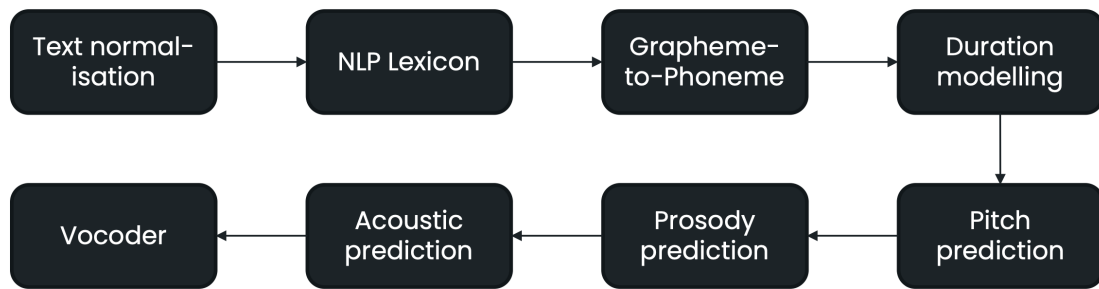 Text normal-
isation
NLP Lexicon
Grapheme-
to-Phoneme
Duration
modelling
Vocoder
Acoustic
prediction
Prosody
prediction
Pitch
prediction